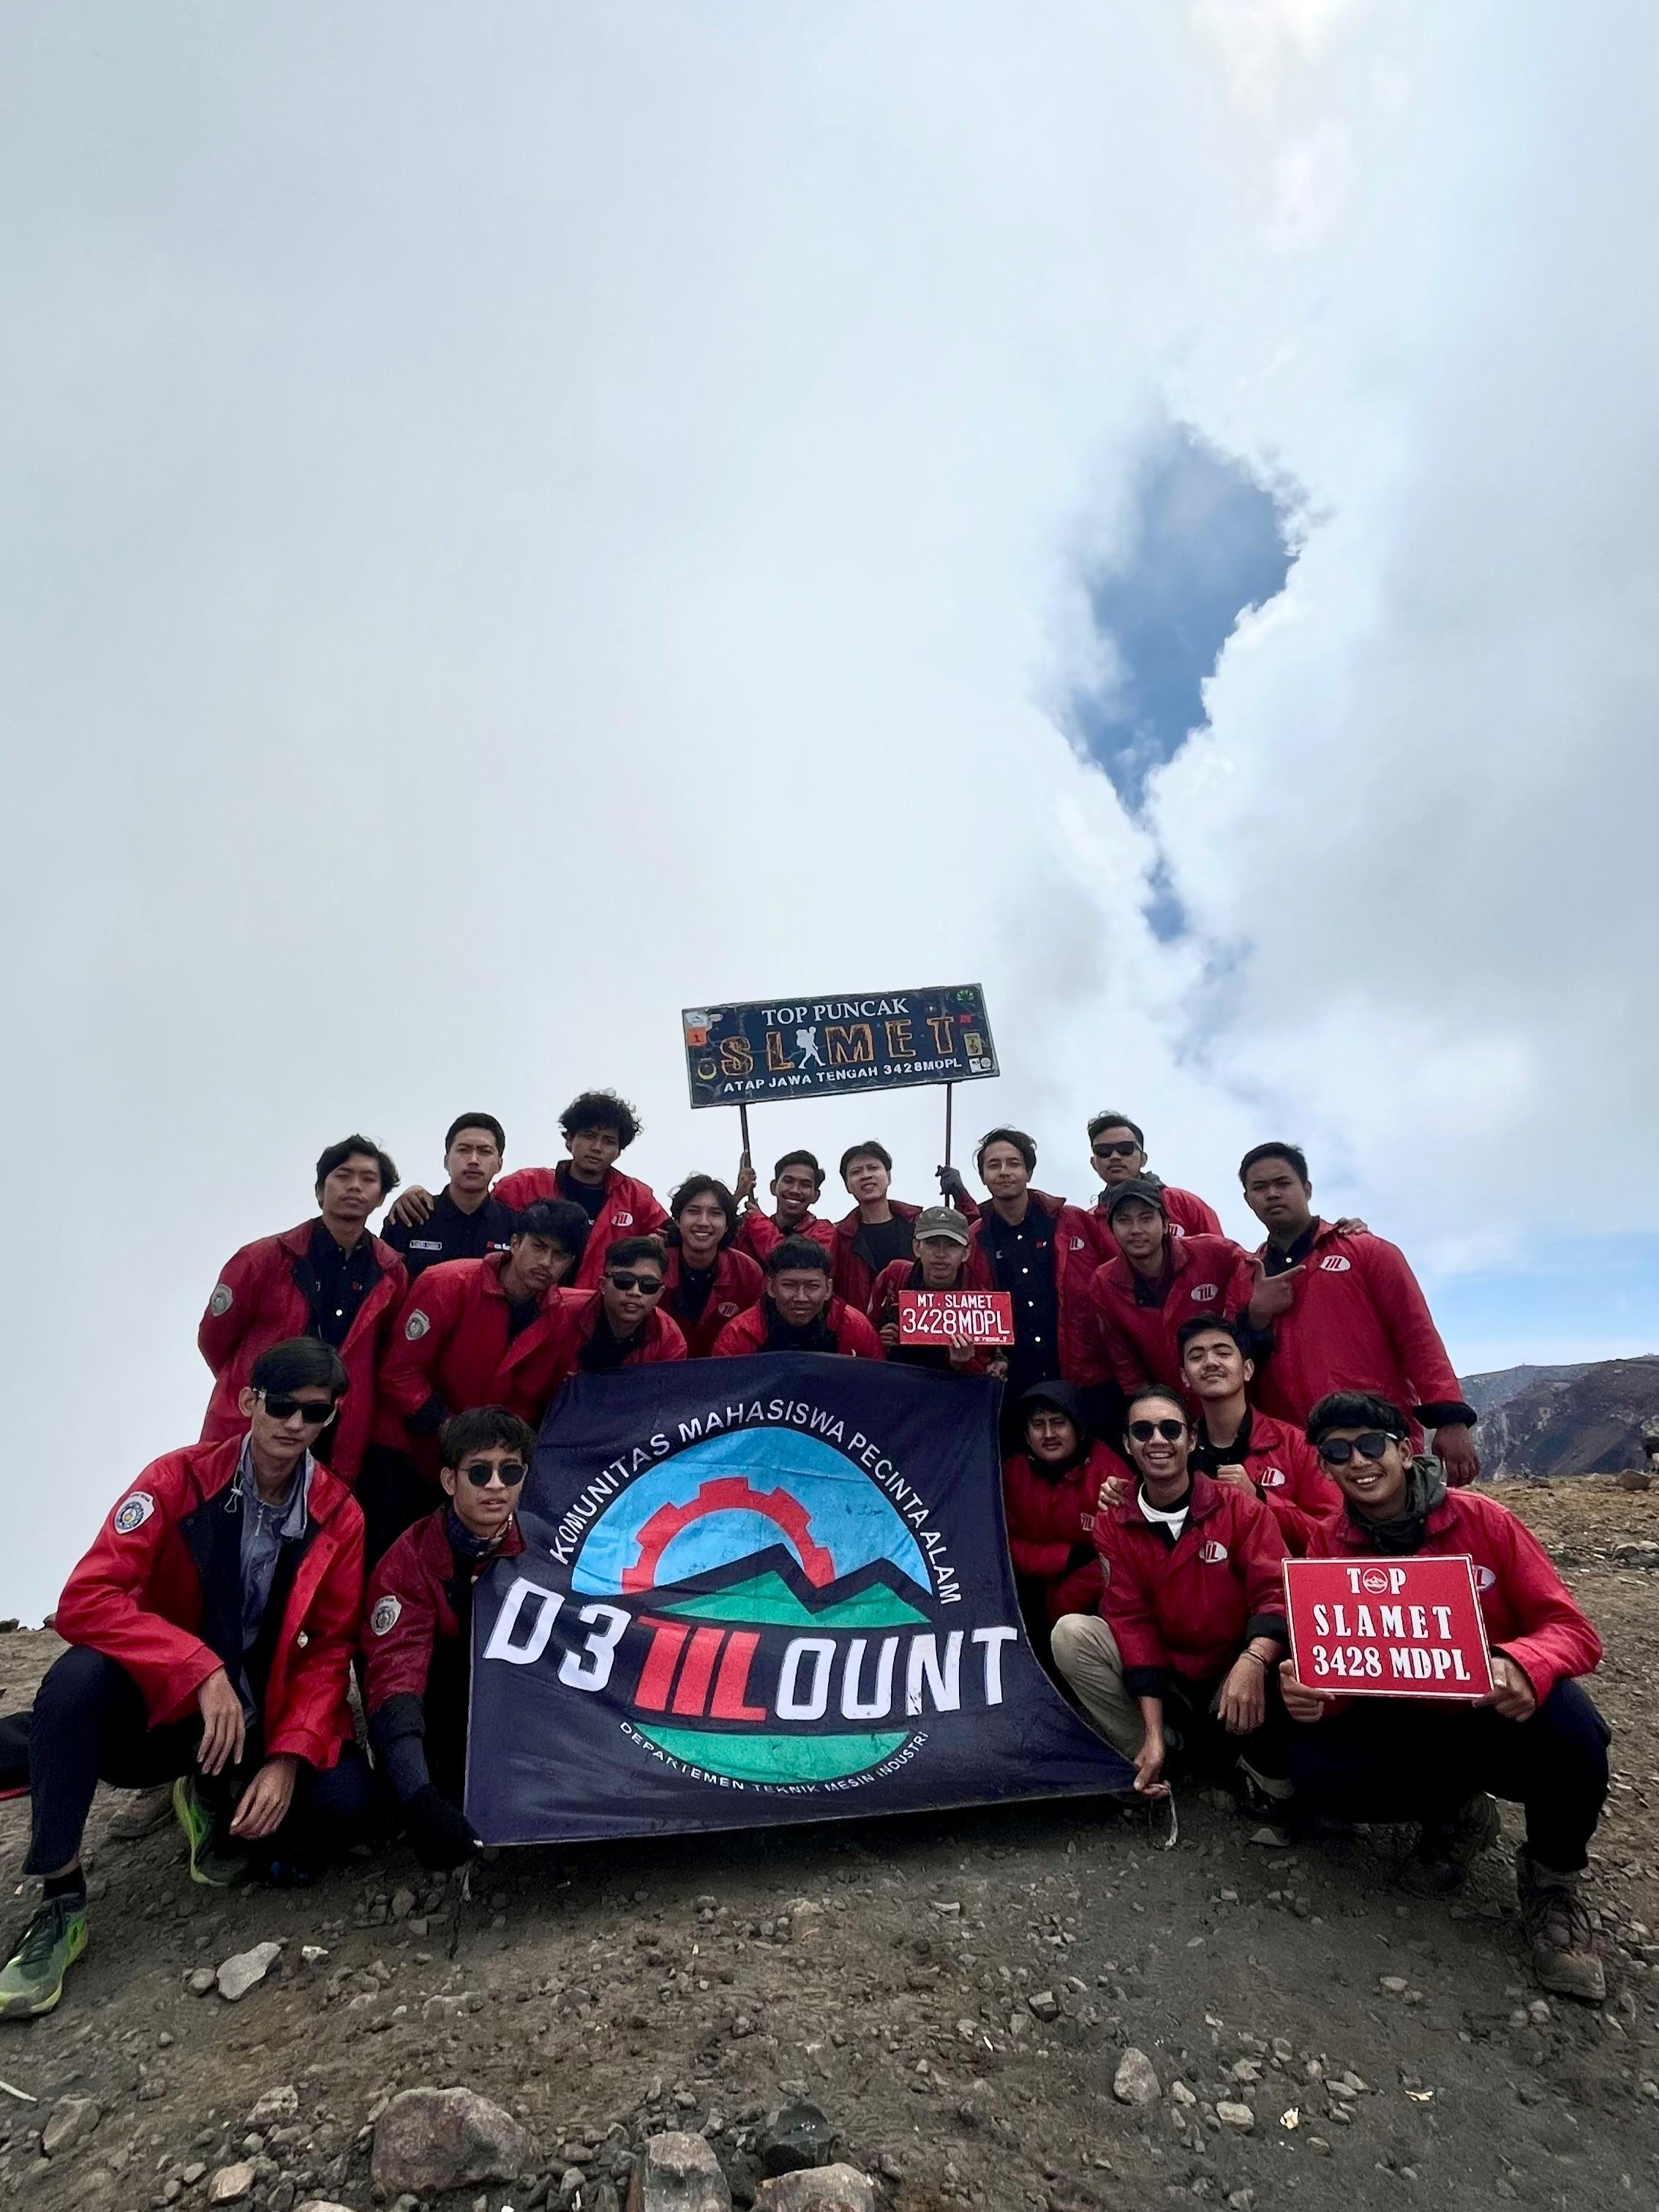 TOP PUNCAK
SLAMET
ATAP JAWA TENGAH 3428MDPL
MT. SLAMET
3428MDPL
KOMUNITAS MAHASISWA PECINTA ALAM
D3 MOUNT
DEPARTEMEN TEKNIK MESIN INDUSTRI
TOP
SLAMET
3428 MDPL